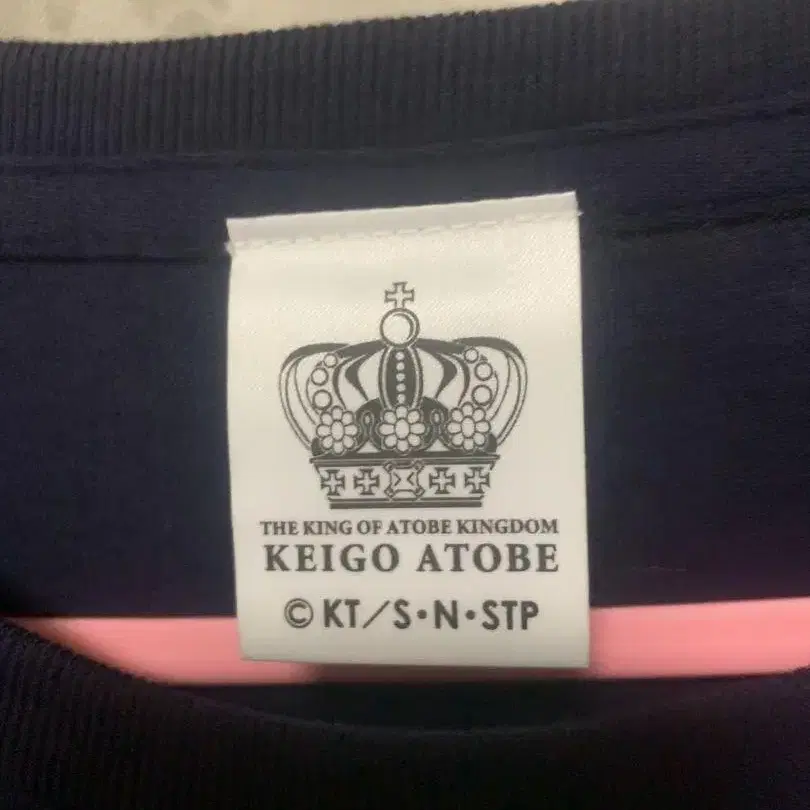 THE KING OF ATOBE KINGDOM
KEIGO ATOBE
©KT/S・N・STP